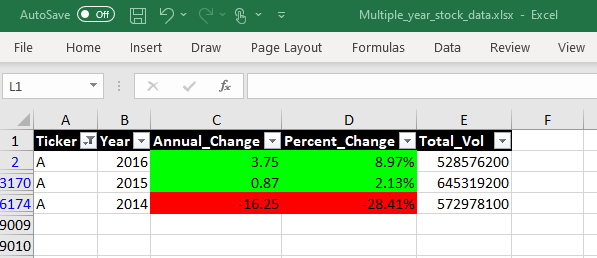 AutoSave Off Multiple_year_stock_data.xlsx - Excel
File Home Insert Draw Page Layout Formulas Data Review View
L1 fx
A B C D E F
1 Ticker Year Annual_Change Percent_Change Total_Vol
2 A 2016 3.75 8.97% 528576200
3170 A 2015 0.87 2.13% 645319200
6174 A 2014 -16.25 -28.41% 572978100
9009
9010